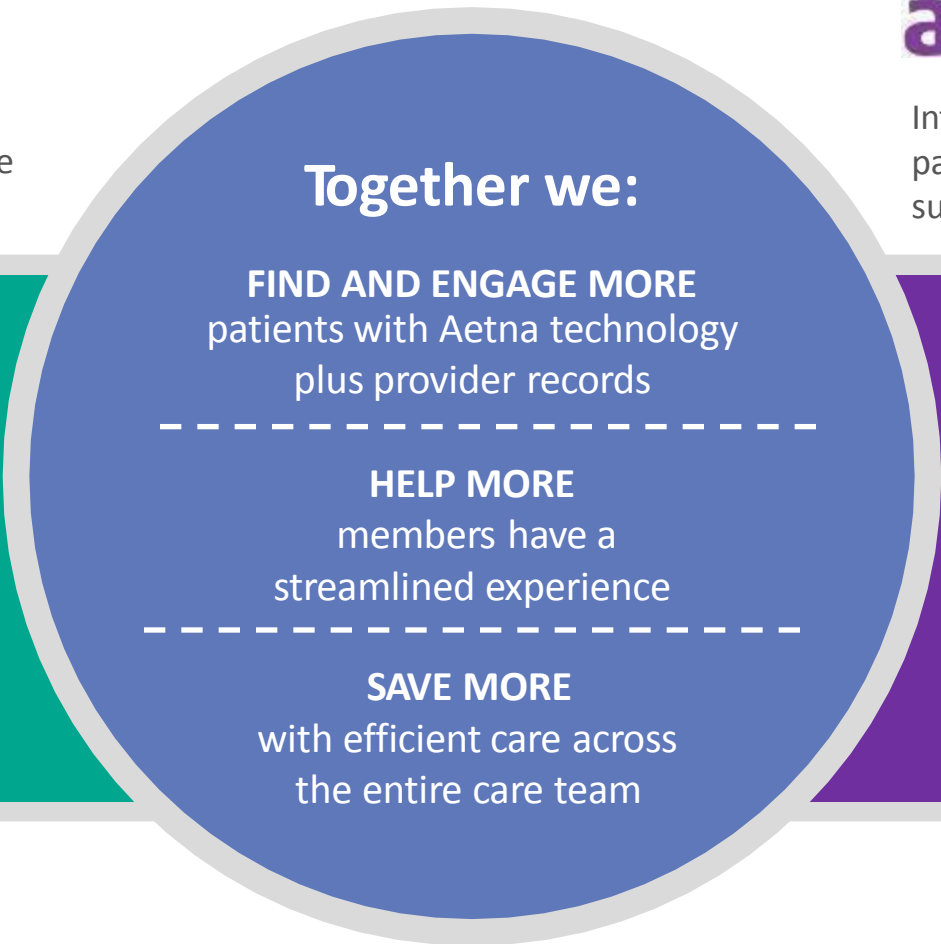 Together we:
FIND AND ENGAGE MORE
patients with Aetna technology
plus provider records
HELP MORE
members have a
streamlined experience
SAVE MORE
with efficient care across
the entire care team